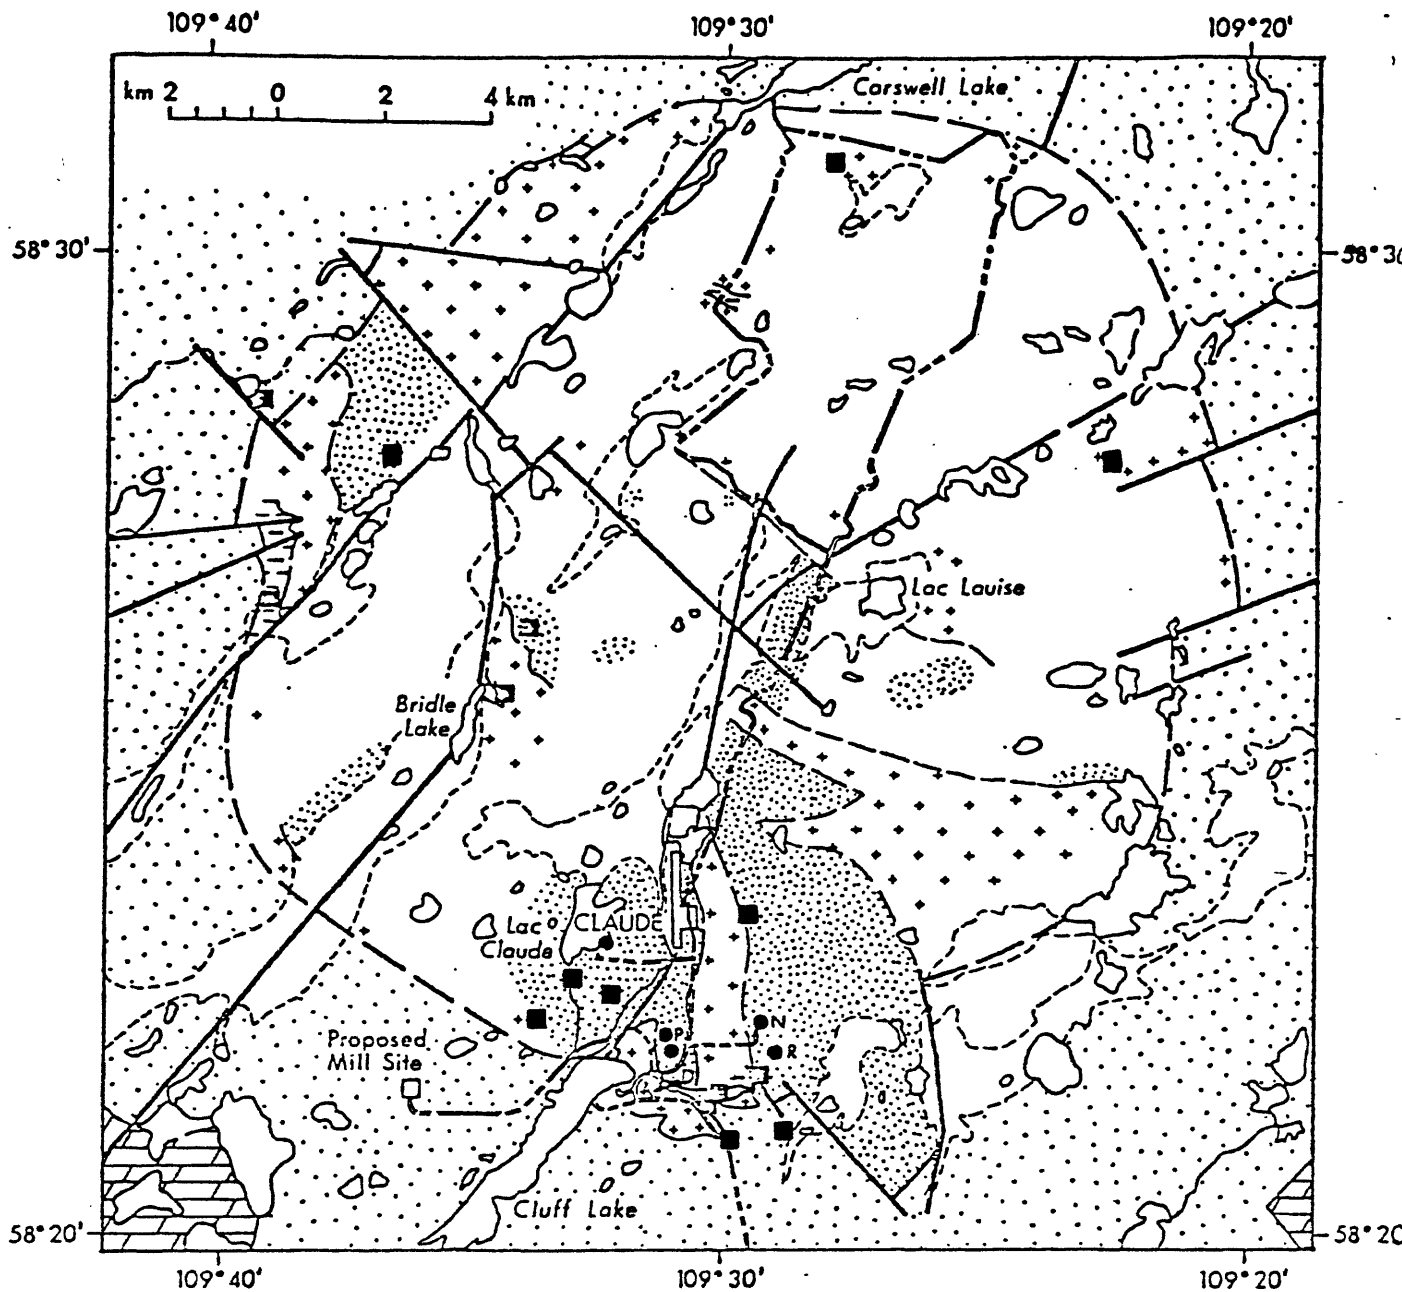 109°40' 109°30' 109°20'
km 2 0 2 4 km
Carswell Lake
58°30' 58°30
Lac Louise
Bridle
Lake
Lac CLAUDE
Claude
P N
R
Proposed
Mill Site
Cluff Lake
58°20' 58°20
109°40' 109°30' 109°20'